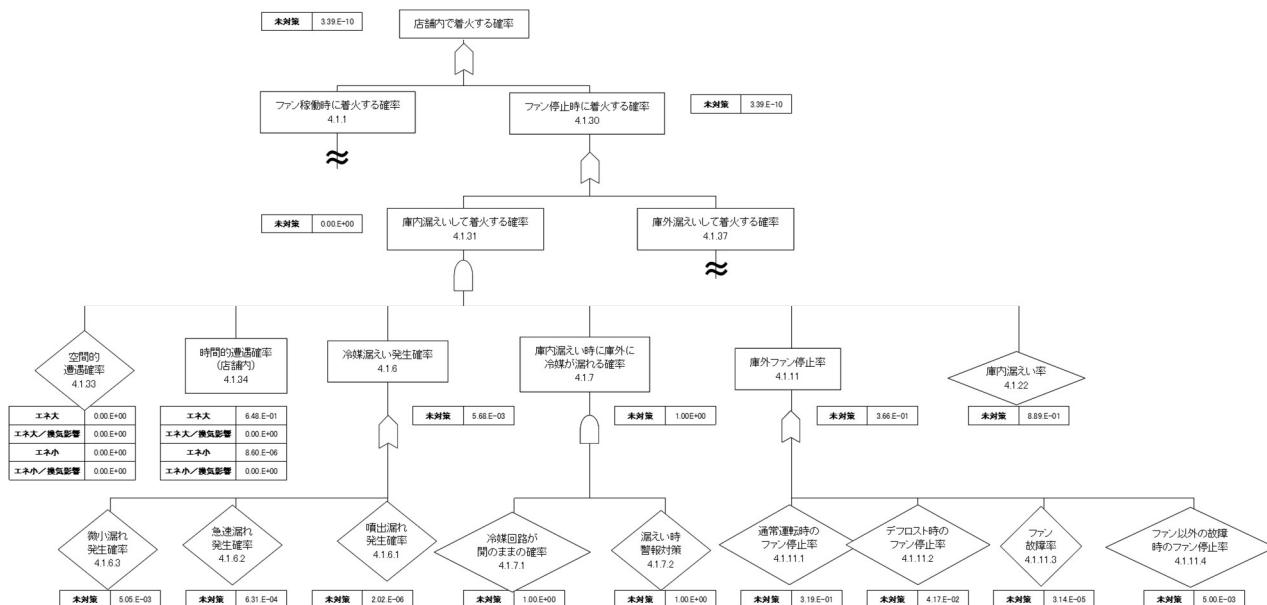 未対策 3.39.E-10
店舗内で着火する確率
ファン稼働時に着火する確率
4.1.1
ファン停止時に着火する確率
4.1.30
未対策 3.39.E-10
未対策 0.00.E+00
庫内漏えいして着火する確率
4.1.31
庫外漏えいして着火する確率
4.1.37
空間的
遭遇確率
4.1.33
時間的遭遇確率
(店舗内)
4.1.34
冷媒漏えい発生確率
4.1.6
庫内漏えい時に庫外に
冷媒が漏れる確率
4.1.7
庫外ファン停止率
4.1.11
庫内漏えい率
4.1.22
エネ大 0.00.E+00
エネ大/換気影響 0.00.E+00
エネ小 0.00.E+00
エネ小/換気影響 0.00.E+00
エネ大 6.48.E-01
エネ大/換気影響 0.00.E+00
エネ小 8.60.E-06
エネ小/換気影響 0.00.E+00
未対策 5.68.E-03
未対策 1.00.E+00
未対策 3.66.E-01
未対策 8.89.E-01
微小漏れ
発生確率
4.1.6.3
急速漏れ
発生確率
4.1.6.2
噴出漏れ
発生確率
4.1.6.1
冷媒回路が
開のままの確率
4.1.7.1
漏えい時
警報対策
4.1.7.2
通常運転時の
ファン停止率
4.1.11.1
デフロスト時の
ファン停止率
4.1.11.2
ファン
故障率
4.1.11.3
ファン以外の故障
時のファン停止率
4.1.11.4
未対策 5.05.E-03
未対策 6.31.E-04
未対策 2.02.E-06
未対策 1.00.E+00
未対策 1.00.E+00
未対策 3.19.E-01
未対策 4.17.E-02
未対策 3.14.E-05
未対策 5.00.E-03